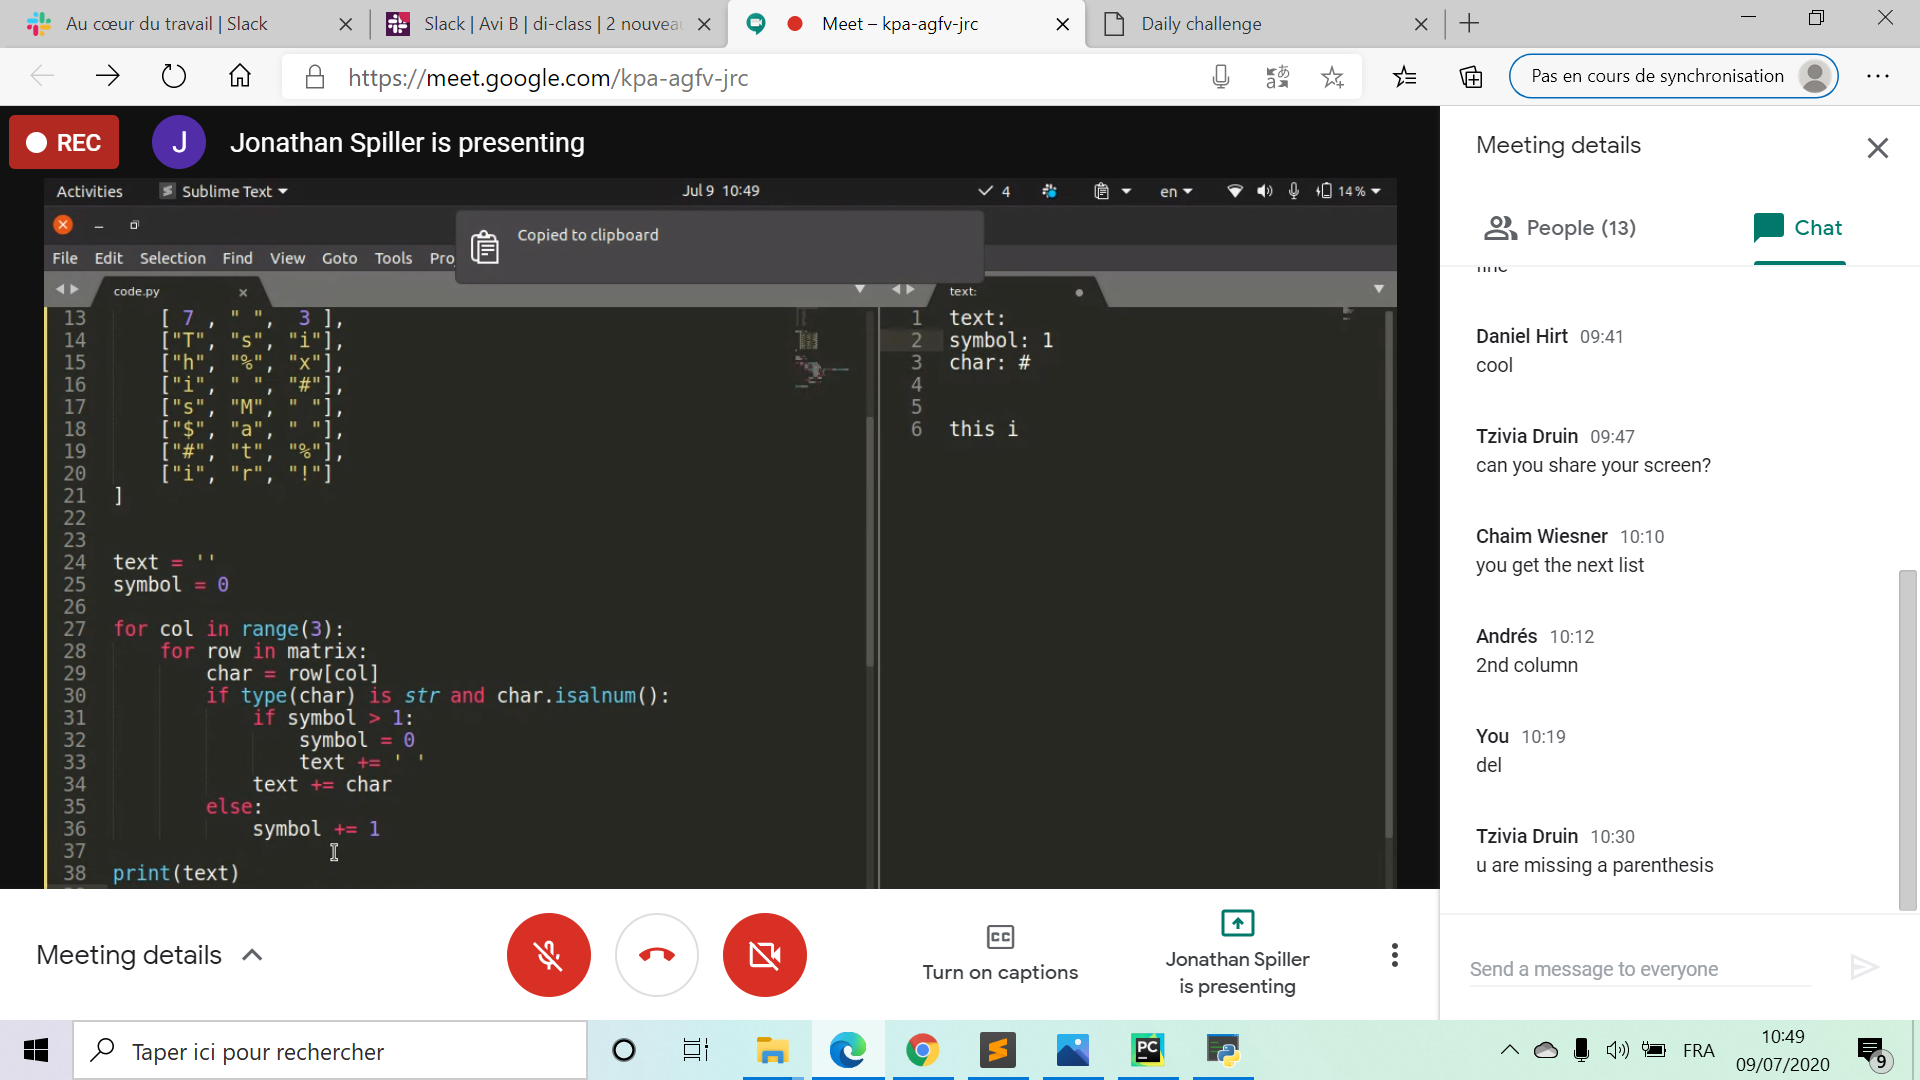 Au cœur du travail | Slack
Slack | Avi B | di-class | 2 nouveau
Meet – kpa-agfv-jrc
Daily challenge
https://meet.google.com/kpa-agfv-jrc
Pas en cours de synchronisation
REC
J
Jonathan Spiller is presenting
Activities
Sublime Text
Jul 9 10:49
4
en
14 %
Copied to clipboard
File Edit Selection Find View Goto Tools Pro
code.py
13 [ 7 , " ", 3 ],
14 ["T", "s", "i"],
15 ["h", "%", "x"],
16 ["i", " ", "#"],
17 ["s", "M", " "],
18 ["$", "a", " "],
19 ["#", "t", "%"],
20 ["i", "r", "!"]
21 ]
22
23
24 text = ''
25 symbol = 0
26
27 for col in range(3):
28 for row in matrix:
29 char = row[col]
30 if type(char) is str and char.isalnum():
31 if symbol > 1:
32 symbol = 0
33 text += ' '
34 text += char
35 else:
36 symbol += 1
37
38 print(text)
text:
1 text:
2 symbol: 1
3 char: #
4
5
6 this i
Meeting details
People (13)
Chat
Daniel Hirt 09:41
cool
Tzivia Druin 09:47
can you share your screen?
Chaim Wiesner 10:10
you get the next list
Andrés 10:12
2nd column
You 10:19
del
Tzivia Druin 10:30
u are missing a parenthesis
Send a message to everyone
Meeting details
Turn on captions
Jonathan Spiller
is presenting
Taper ici pour rechercher
PC
FRA
10:49
09/07/2020
9